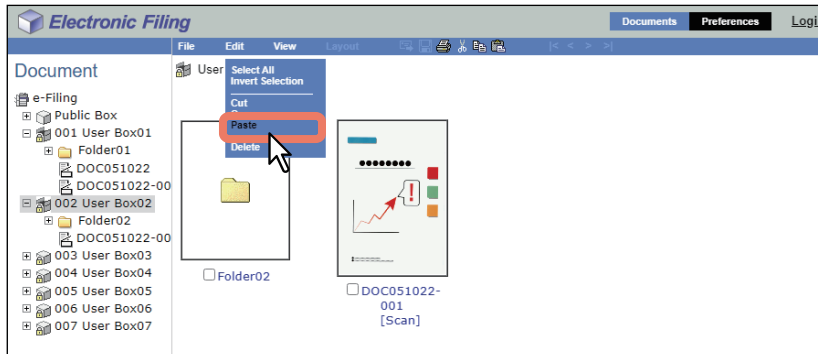 Electronic Filing
Documents
Preferences
File Edit View Layout |< < > >|
Document
e-Filing
Public Box
001 User Box01
Folder01
DOC051022
DOC051022-00
002 User Box02
Folder02
DOC051022-00
003 User Box03
004 User Box04
005 User Box05
006 User Box06
007 User Box07
User
Select All
Invert Selection
Cut
Paste
Delete
Folder02
!
DOC051022-
001
[Scan]